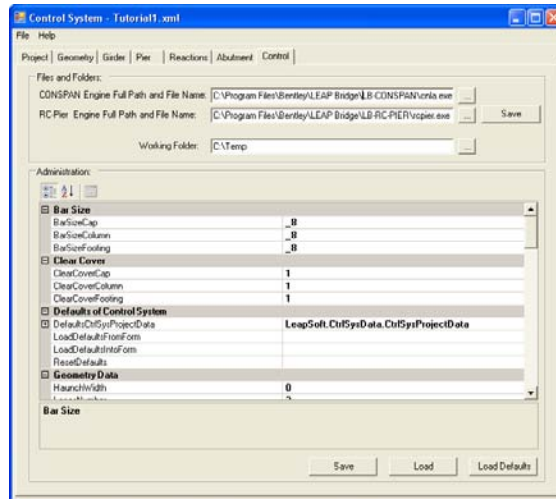 Control System - Tutorial1.xml
File Help
Project Geometry Girder Pier Reactions Abutment Control
Files and Folders:
CONSPAN Engine Full Path and File Name: C:\Program Files\Bentley\LEAP Bridge\LB-CONSPAN\cnla.exe ...
RC-Pier Engine Full Path and File Name: C:\Program Files\Bentley\LEAP Bridge\LB-RC-PIER\rcpier.exe ... Save
Working Folder: C:\Temp ...
Administration:
Bar Size
BarSizeCap _8
BarSizeColumn _8
BarSizeFooting _8
Clear Cover
ClearCoverCap 1
ClearCoverColumn 1
ClearCoverFooting 1
Defaults of Control System
DefaultsCtrlSysProjectData LeapSoft.CtrlSysData.CtrlSysProjectData
LoadDefaultsFromForm
LoadDefaultsIntoForm
ResetDefaults
Geometry Data
HaunchWidth 0
Bar Size
Save Load Load Defaults